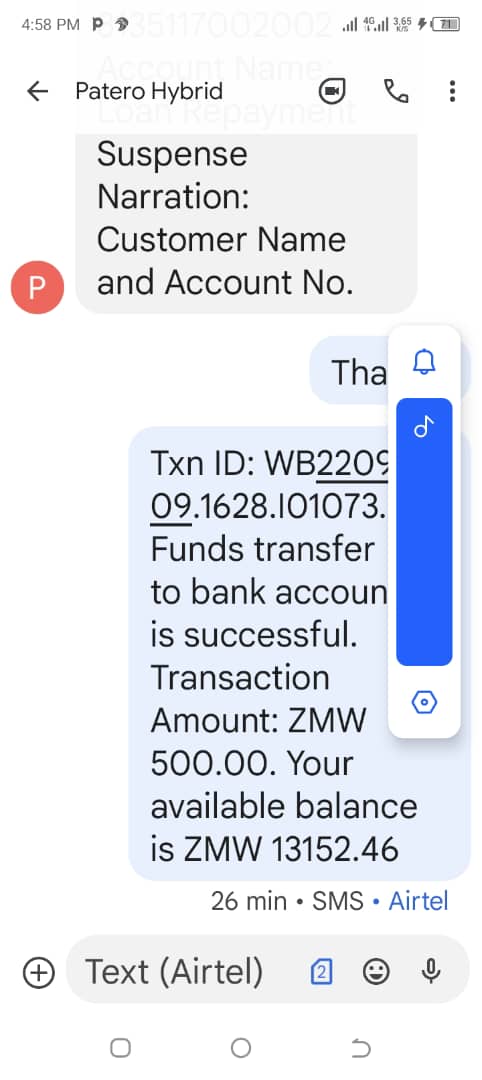 4:58 PM
4G
3.65
K/S
71
8435117002002
Account Name:
Loan Repayment
Patero Hybrid
Suspense
Narration:
Customer Name
and Account No.
P
Tha
Txn ID: WB2209
09.1628.I01073.
Funds transfer
to bank accoun
is successful.
Transaction
Amount: ZMW
500.00. Your
available balance
is ZMW 13152.46
26 min • SMS • Airtel
Text (Airtel)
2